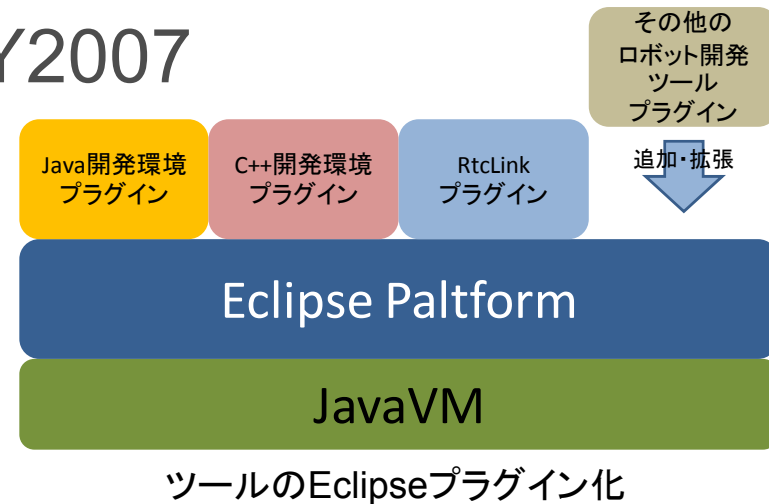 Y2007
その他の
ロボット開発
ツール
プラグイン
Java開発環境
プラグイン
C++開発環境
プラグイン
RtcLink
プラグイン
追加・拡張
Eclipse Paltform
JavaVM
ツールのEclipseプラグイン化